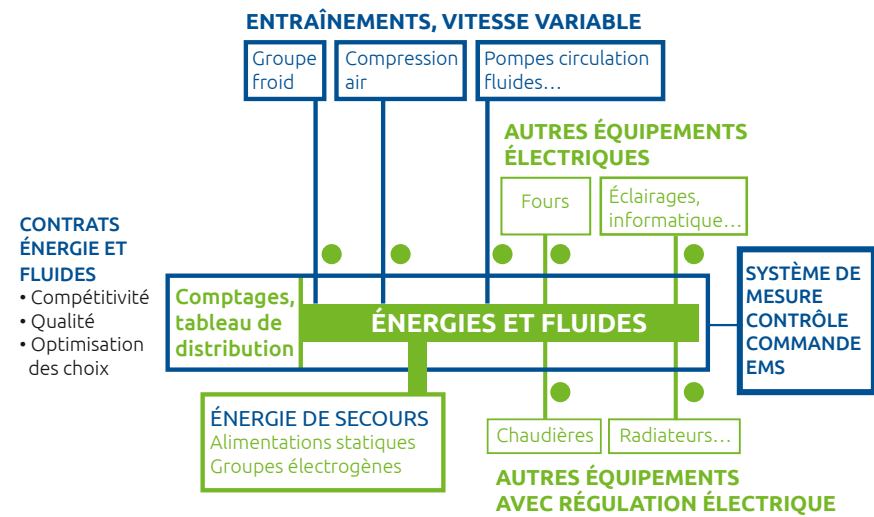 ENTRAÎNEMENTS, VITESSE VARIABLE
Groupe
froid
Compression
air
Pompes circulation
fluides…
AUTRES ÉQUIPEMENTS
ÉLECTRIQUES
Fours
Éclairages,
informatique…
CONTRATS
ÉNERGIE ET
FLUIDES
• Compétitivité
• Qualité
• Optimisation
des choix
Comptages,
tableau de
distribution
ÉNERGIES ET FLUIDES
SYSTÈME DE
MESURE
CONTRÔLE
COMMANDE
EMS
ÉNERGIE DE SECOURS
Alimentations statiques
Groupes électrogènes
Chaudières
Radiateurs…
AUTRES ÉQUIPEMENTS
AVEC RÉGULATION ÉLECTRIQUE